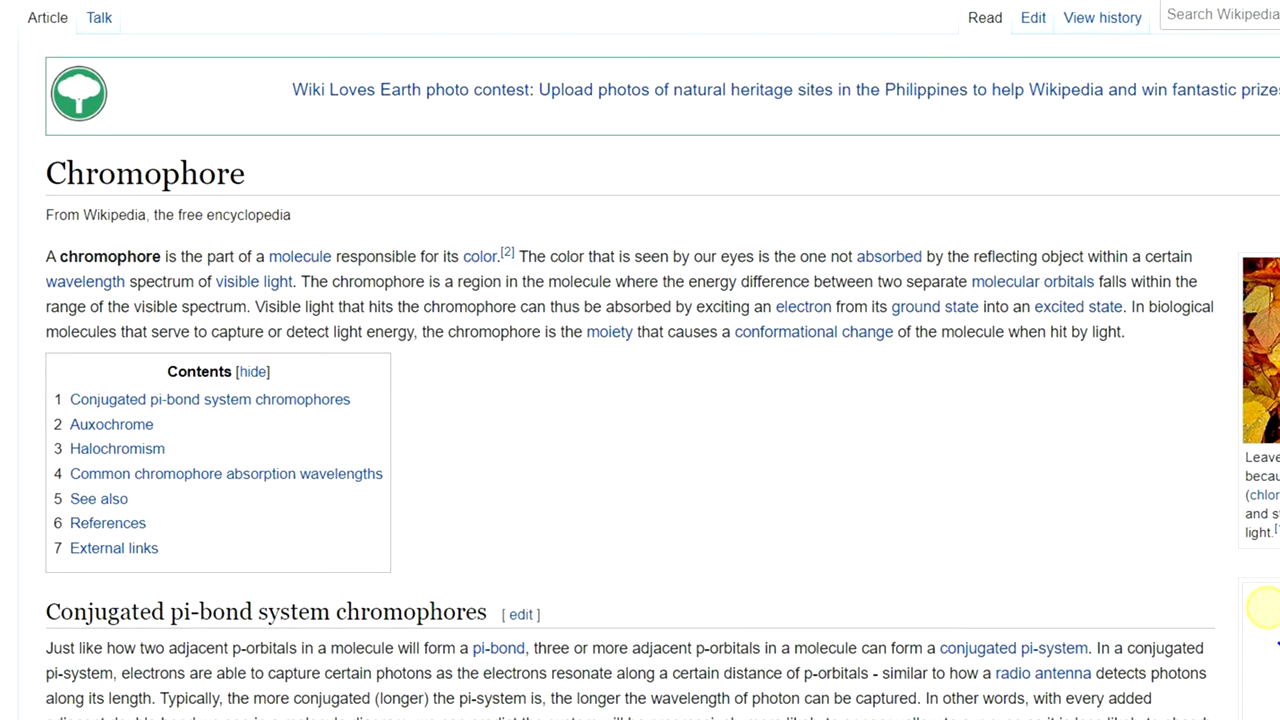 Article Talk Read Edit View history Search Wikipedia
Wiki Loves Earth photo contest: Upload photos of natural heritage sites in the Philippines to help Wikipedia and win fantastic prizes
Chromophore
From Wikipedia, the free encyclopedia
A chromophore is the part of a molecule responsible for its color.[2] The color that is seen by our eyes is the one not absorbed by the reflecting object within a certain
wavelength spectrum of visible light. The chromophore is a region in the molecule where the energy difference between two separate molecular orbitals falls within the
range of the visible spectrum. Visible light that hits the chromophore can thus be absorbed by exciting an electron from its ground state into an excited state. In biological
molecules that serve to capture or detect light energy, the chromophore is the moiety that causes a conformational change of the molecule when hit by light.
Contents [hide]
1 Conjugated pi-bond system chromophores
2 Auxochrome
3 Halochromism
4 Common chromophore absorption wavelengths
5 See also
6 References
7 External links
Leave
becau
(chlor
and s
light.[
Conjugated pi-bond system chromophores [ edit ]
Just like how two adjacent p-orbitals in a molecule will form a pi-bond, three or more adjacent p-orbitals in a molecule can form a conjugated pi-system. In a conjugated
pi-system, electrons are able to capture certain photons as the electrons resonate along a certain distance of p-orbitals - similar to how a radio antenna detects photons
along its length. Typically, the more conjugated (longer) the pi-system is, the longer the wavelength of photon can be captured. In other words, with every added